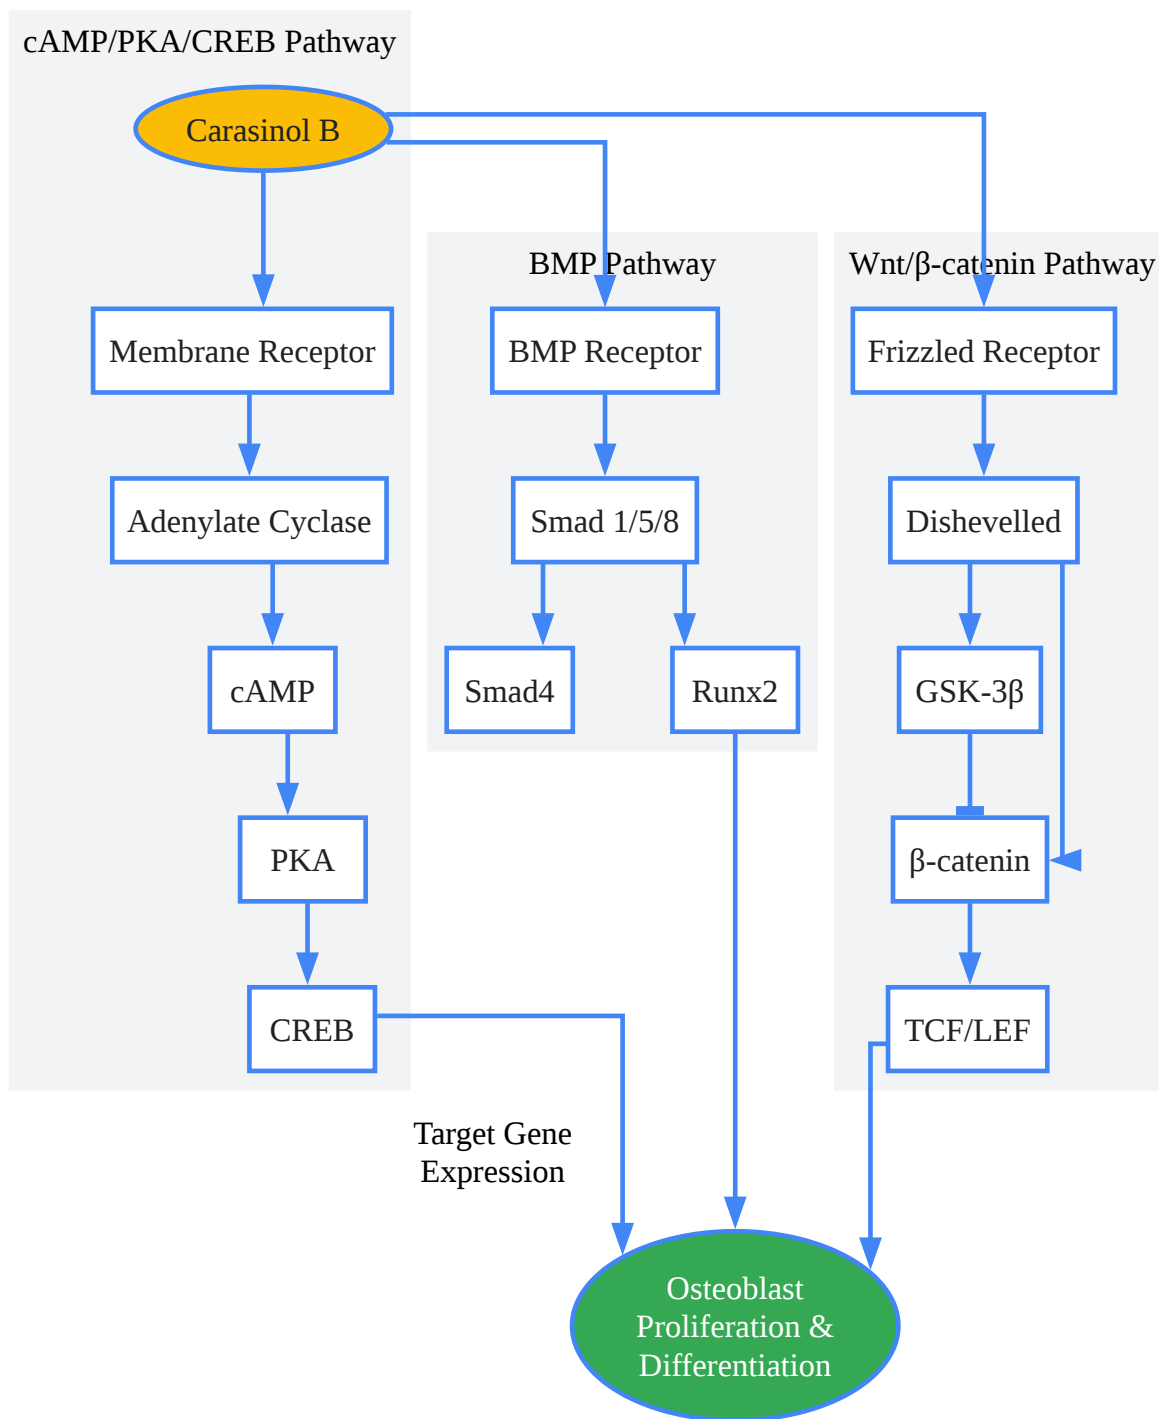 cAMP/PKA/CREB Pathway
Carasinol B
BMP Pathway
Wnt/β-catenin Pathway
Membrane Receptor
BMP Receptor
Frizzled Receptor
Adenylate Cyclase
Smad 1/5/8
Dishevelled
cAMP
Smad4
Runx2
GSK-3β
PKA
β-catenin
CREB
TCF/LEF
Target Gene
Expression
Osteoblast
Proliferation &
Differentiation